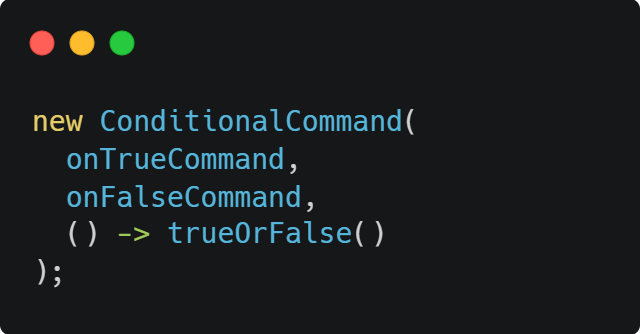 new ConditionalCommand(
  onTrueCommand,
  onFalseCommand,
  () -> trueOrFalse()
);